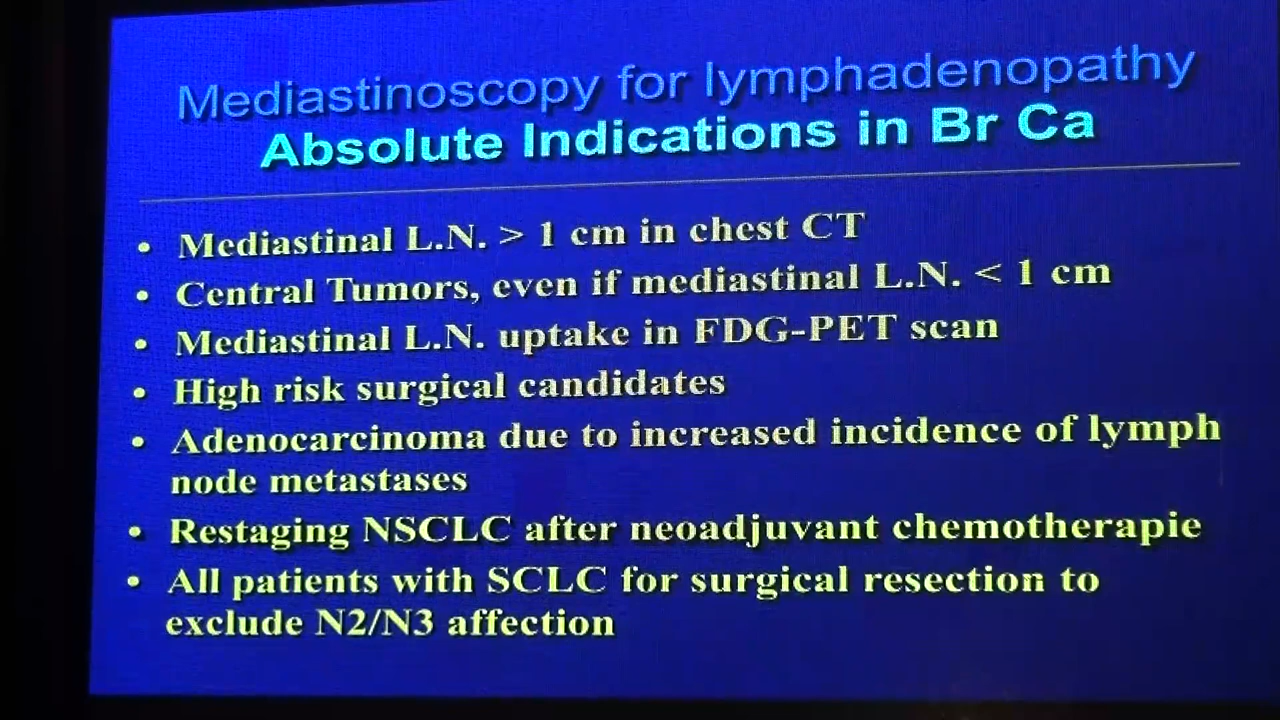 Mediastinoscopy for lymphadenopathy
Absolute Indications in Br Ca
• Mediastinal L.N. > 1 cm in chest CT
• Central Tumors, even if mediastinal L.N. < 1 cm
• Mediastinal L.N. uptake in FDG-PET scan
• High risk surgical candidates
• Adenocarcinoma due to increased incidence of lymph
node metastases
• Restaging NSCLC after neoadjuvant chemotherapie
• All patients with SCLC for surgical resection to
exclude N2/N3 affection